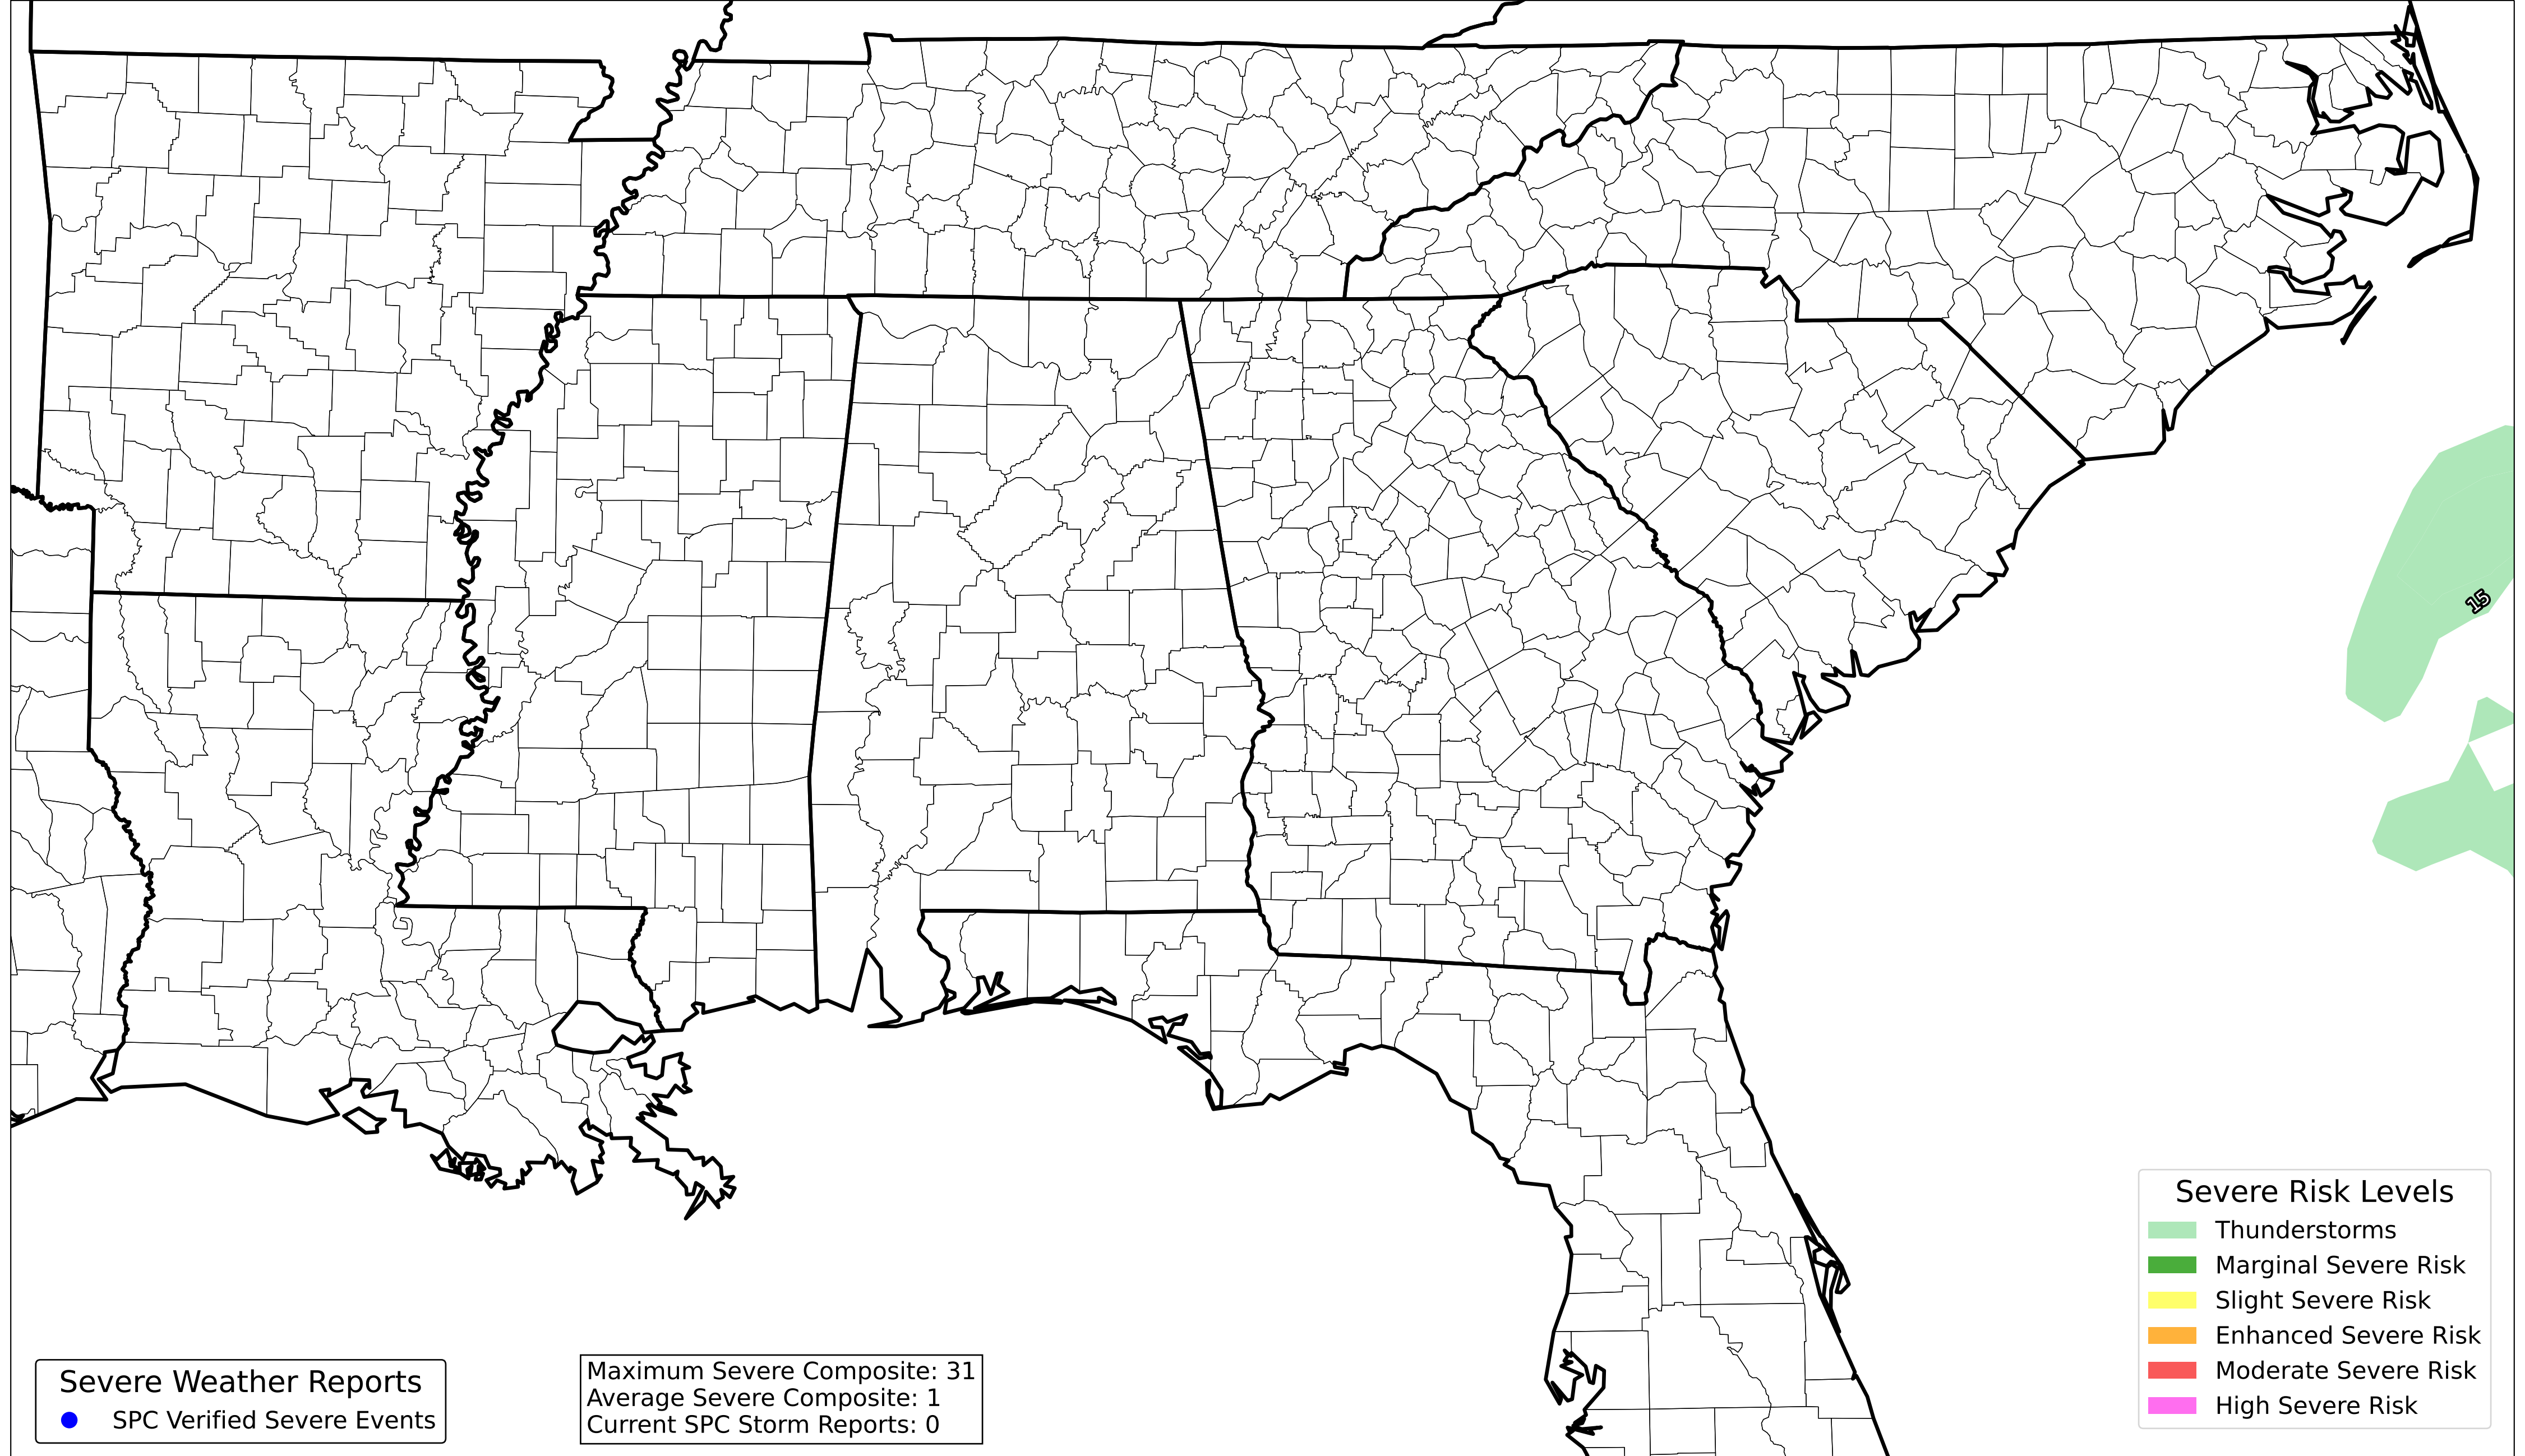 15
Severe Risk Levels
Thunderstorms
Marginal Severe Risk
Slight Severe Risk
Enhanced Severe Risk
Moderate Severe Risk
High Severe Risk
Severe Weather Reports
SPC Verified Severe Events
Maximum Severe Composite: 31
Average Severe Composite: 1
Current SPC Storm Reports: 0